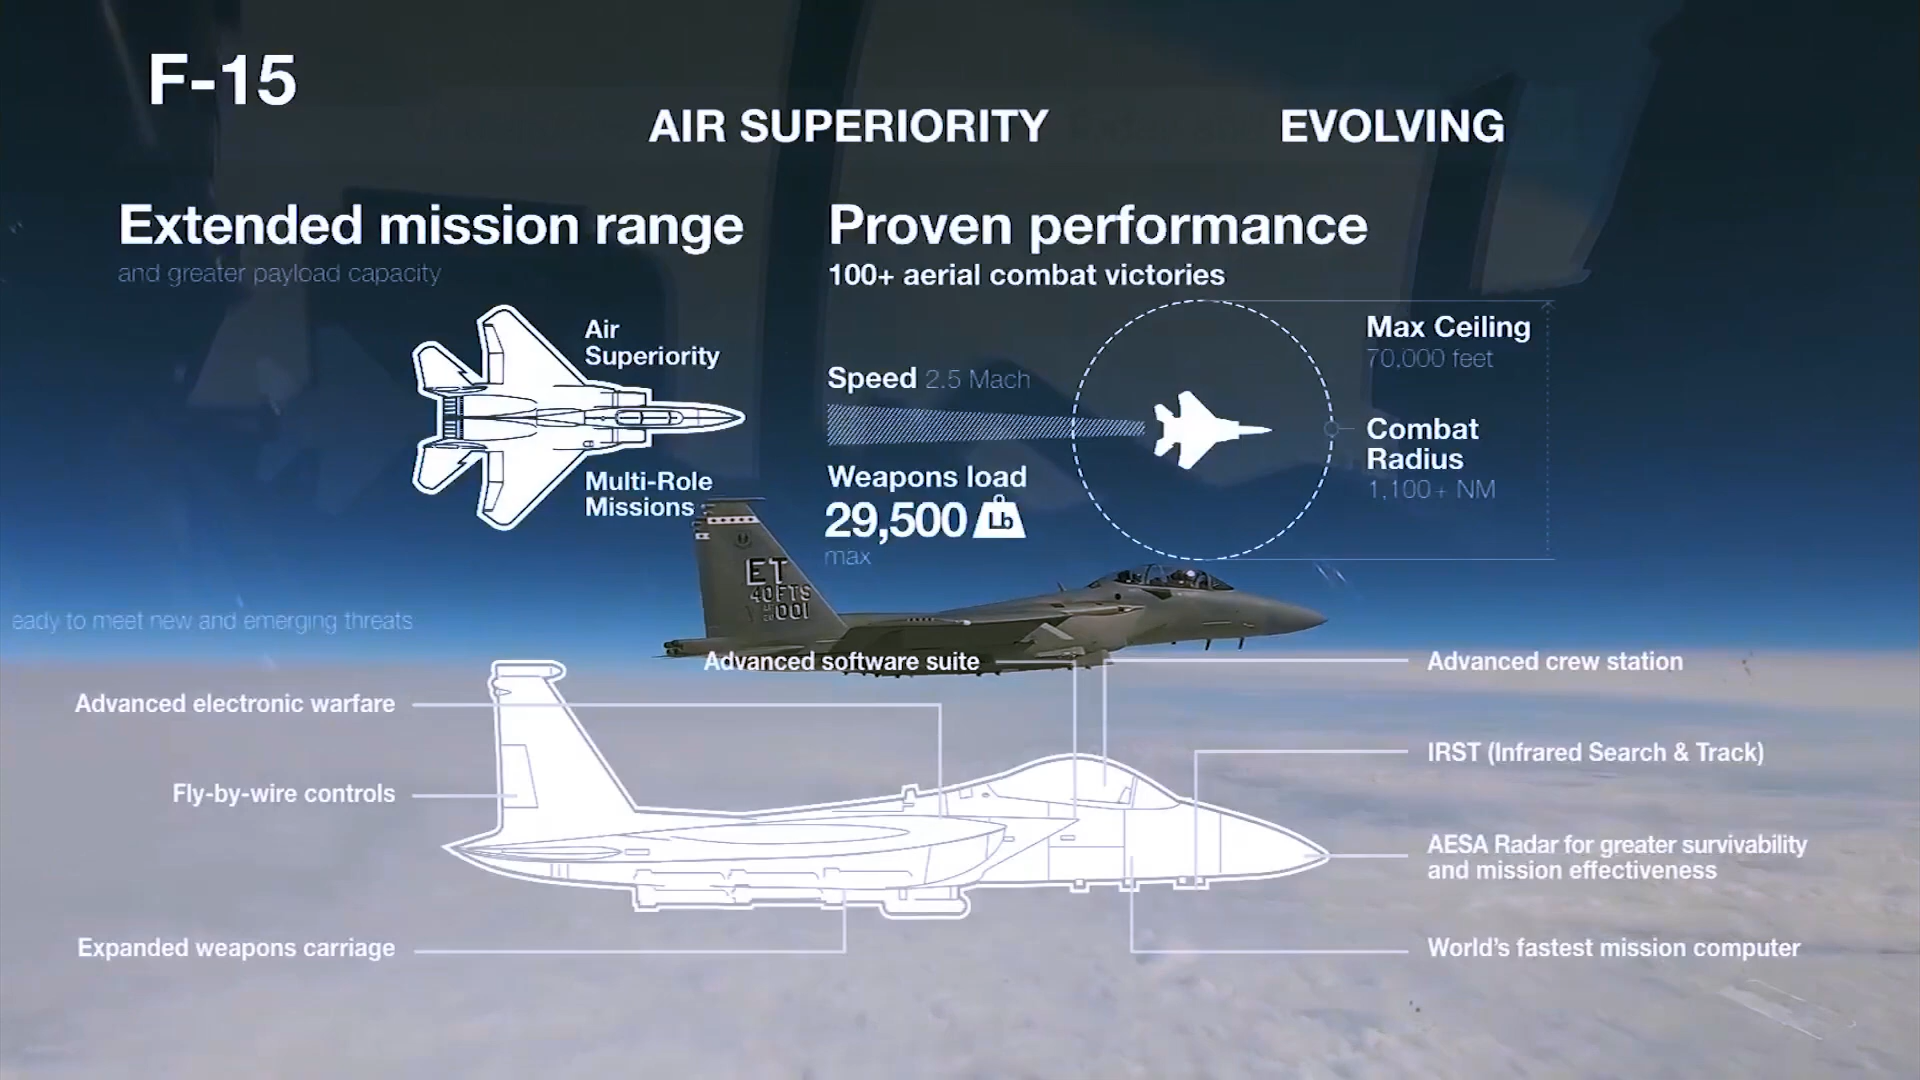 F-15
AIR SUPERIORITY
EVOLVING
Extended mission range
and greater payload capacity
Air
Superiority
Multi-Role
Missions
Proven performance
100+ aerial combat victories
Speed 2.5 Mach
Weapons load
29,500 Lb
max
Max Ceiling
70,000 feet
Combat
Radius
1,100+ NM
ET
40FTS
001
eady to meet new and emerging threats
Advanced software suite
Advanced crew station
Advanced electronic warfare
IRST (Infrared Search & Track)
Fly-by-wire controls
AESA Radar for greater survivability
and mission effectiveness
Expanded weapons carriage
World's fastest mission computer